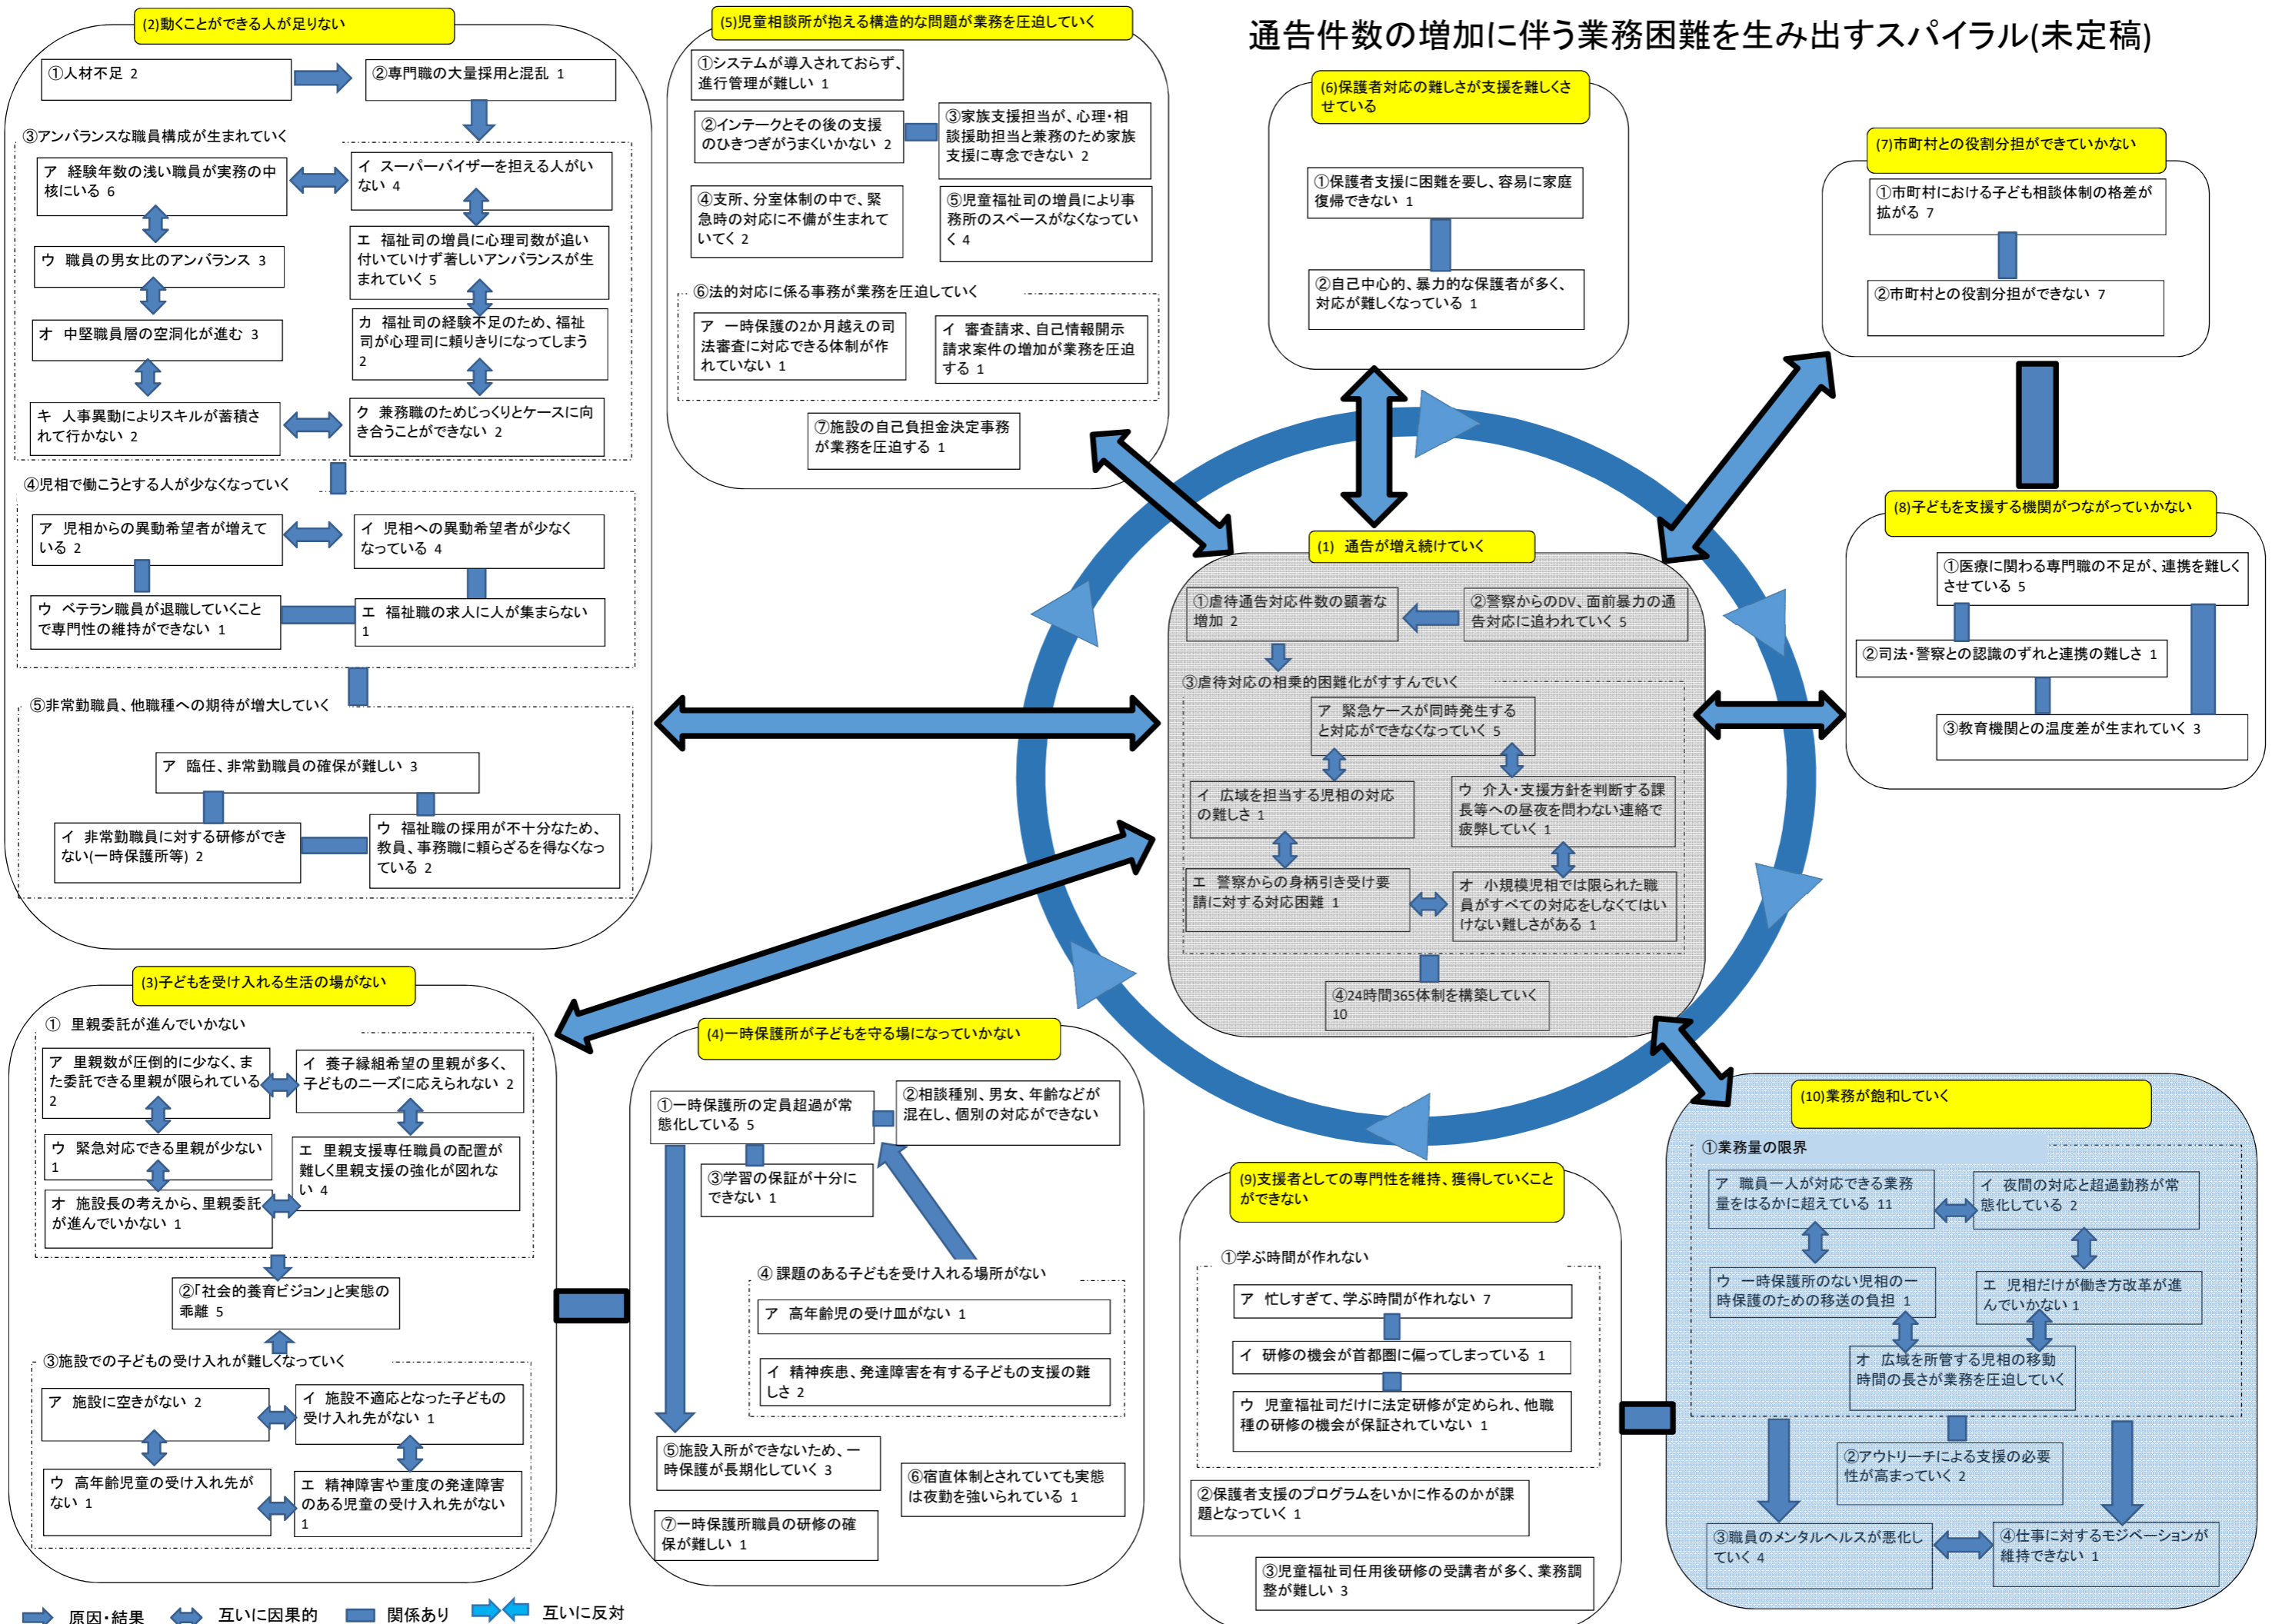 通告件数の増加に伴う業務困難を生み出すスパイラル(未定稿)
(2)動くことができる人が足りない
①人材不足 2
②専門職の大量採用と混乱 1
③アンバランスな職員構成が生まれていく
ア 経験年数の浅い職員が実務の中
核にいる 6
イ スーパーバイザーを担える人がい
ない 4
ウ 職員の男女比のアンバランス 3
エ 福祉司の増員に心理司数が追い
付いていけず著しいアンバランスが生
まれていく 5
オ 中堅職員層の空洞化が進む 3
カ 福祉司の経験不足のため、福祉
司が心理司に頼りきりになってしまう
2
キ 人事異動によりスキルが蓄積さ
れて行かない 2
ク 兼務職のためじっくりとケースに向
き合うことができない 2
④児相で働こうとする人が少なくなっていく
ア 児相からの異動希望者が増えて
いる 2
イ 児相への異動希望者が少なく
なっている 4
ウ ベテラン職員が退職していくこと
で専門性の維持ができない 1
エ 福祉職の求人に人が集まらない
1
⑤非常勤職員、他職種への期待が増大していく
ア 臨任、非常勤職員の確保が難しい 3
イ 非常勤職員に対する研修ができ
ない(一時保護所等) 2
ウ 福祉職の採用が不十分なため、
教員、事務職に頼らざるを得なくなっ
ている 2
(5)児童相談所が抱える構造的な問題が業務を圧迫していく
①システムが導入されておらず、
進行管理が難しい 1
②インテークとその後の支援
のひきつぎがうまくいかない 2
③家族支援担当が、心理・相
談援助担当と兼務のため家族
支援に専念できない 2
④支所、分室体制の中で、緊
急時の対応に不備が生まれて
いてく 2
⑤児童福祉司の増員により事
務所のスペースがなくなってい
く 4
⑥法的対応に係る事務が業務を圧迫していく
ア 一時保護の2か月越えの司
法審査に対応できる体制が作
れていない 1
イ 審査請求、自己情報開示
請求案件の増加が業務を圧迫
する 1
⑦施設の自己負担金決定事務
が業務を圧迫する 1
(6)保護者対応の難しさが支援を難しくさ
せている
①保護者支援に困難を要し、容易に家庭
復帰できない 1
②自己中心的、暴力的な保護者が多く、
対応が難しくなっている 1
(7)市町村との役割分担ができていかない
①市町村における子ども相談体制の格差が
拡がる 7
②市町村との役割分担ができない 7
(8)子どもを支援する機関がつながっていかない
①医療に関わる専門職の不足が、連携を難しく
させている 5
②司法・警察との認識のずれと連携の難しさ 1
③教育機関との温度差が生まれていく 3
(1) 通告が増え続けていく
①虐待通告対応件数の顕著な
増加 2
②警察からのDV、面前暴力の通
告対応に追われていく 5
③虐待対応の相乗的困難化がすすんでいく
ア 緊急ケースが同時発生する
と対応ができなくなっていく 5
イ 広域を担当する児相の対応
の難しさ 1
ウ 介入・支援方針を判断する課
長等への昼夜を問わない連絡で
疲弊していく 1
エ 警察からの身柄引き受け要
請に対する対応困難 1
オ 小規模児相では限られた職
員がすべての対応をしなくてはい
けない難しさがある 1
④24時間365体制を構築していく
10
(3)子どもを受け入れる生活の場がない
① 里親委託が進んでいかない
ア 里親数が圧倒的に少なく、ま
た委託できる里親が限られている
2
イ 養子縁組希望の里親が多く、
子どものニーズに応えられない 2
ウ 緊急対応できる里親が少ない
1
エ 里親支援専任職員の配置が
難しく里親支援の強化が図れな
い 4
オ 施設長の考えから、里親委託
が進んでいかない 1
②「社会的養育ビジョン」と実態の
乖離 5
③施設での子どもの受け入れが難しくなっていく
ア 施設に空きがない 2
イ 施設不適応となった子どもの
受け入れ先がない 1
ウ 高年齢児童の受け入れ先が
ない 1
エ 精神障害や重度の発達障害
のある児童の受け入れ先がない
1
(4)一時保護所が子どもを守る場になっていかない
①一時保護所の定員超過が常
態化している 5
②相談種別、男女、年齢などが
混在し、個別の対応ができない
③学習の保証が十分に
できない 1
④ 課題のある子どもを受け入れる場所がない
ア 高年齢児の受け皿がない 1
イ 精神疾患、発達障害を有する子どもの支援の難
しさ 2
⑤施設入所ができないため、一
時保護が長期化していく 3
⑥宿直体制とされていても実態
は夜勤を強いられている 1
⑦一時保護所職員の研修の確
保が難しい 1
(9)支援者としての専門性を維持、獲得していくこと
ができない
①学ぶ時間が作れない
ア 忙しすぎて、学ぶ時間が作れない 7
イ 研修の機会が首都圏に偏ってしまっている 1
ウ 児童福祉司だけに法定研修が定められ、他職
種の研修の機会が保証されていない 1
②保護者支援のプログラムをいかに作るのかが課
題となっていく 1
③児童福祉司任用後研修の受講者が多く、業務調
整が難しい 3
(10)業務が飽和していく
①業務量の限界
ア 職員一人が対応できる業務
量をはるかに超えている 11
イ 夜間の対応と超過勤務が常
態化している 2
ウ 一時保護所のない児相の一
時保護のための移送の負担 1
エ 児相だけが働き方改革が進
んでいかない 1
オ 広域を所管する児相の移動
時間の長さが業務を圧迫していく
②アウトリーチによる支援の必要
性が高まっていく 2
③職員のメンタルヘルスが悪化し
ていく 4
④仕事に対するモジベーションが
維持できない 1
原因・結果 互いに因果的 関係あり 互いに反対